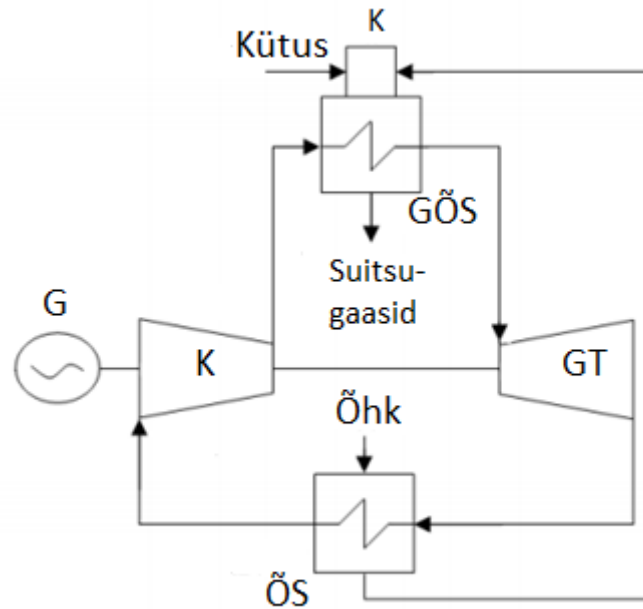 K
Kütus
GÕS
Suitsu-
gaasid
G
K
GT
Õhk
ÕS